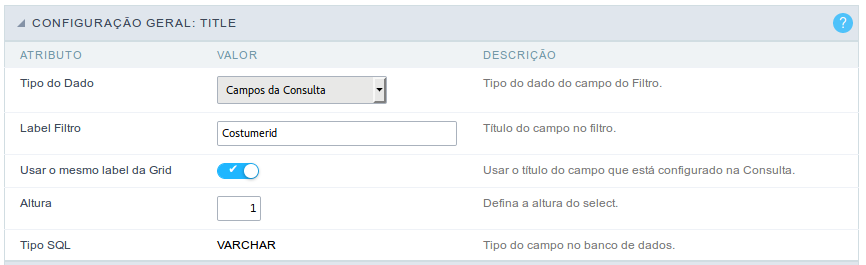 CONFIGURAÇÃO GERAL: TITLE ?
ATRIBUTO VALOR DESCRIÇÃO
Tipo do Dado Campos da Consulta Tipo do dado do campo do Filtro.
Label Filtro Costumerid Título do campo no filtro.
Usar o mesmo label da Grid Usar o título do campo que está configurado na Consulta.
Altura 1 Defina a altura do select.
Tipo SQL VARCHAR Tipo do campo no banco de dados.